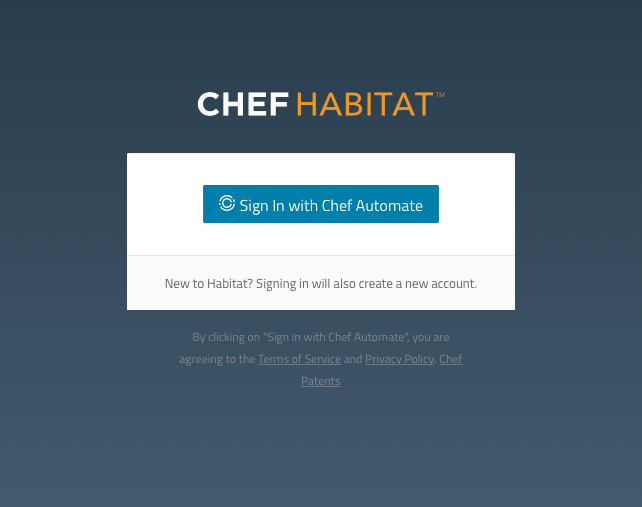 CHEF HABITAT™
Sign In with Chef Automate
New to Habitat? Signing in will also create a new account.
By clicking on "Sign in with Chef Automate", you are
agreeing to the Terms of Service and Privacy Policy. Chef
Patents